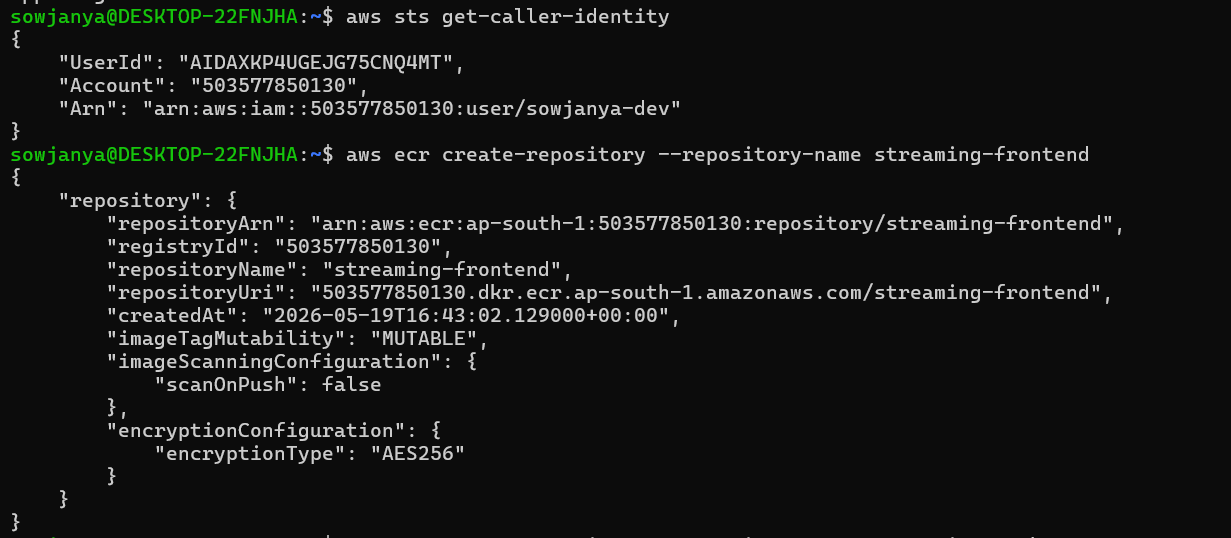 sowjanya@DESKTOP-22FNJHA:~$ aws sts get-caller-identity
{
    "UserId": "AIDAXKP4UGEJG75CNQ4MT",
    "Account": "503577850130",
    "Arn": "arn:aws:iam::503577850130:user/sowjanya-dev"
}
sowjanya@DESKTOP-22FNJHA:~$ aws ecr create-repository --repository-name streaming-frontend
{
    "repository": {
        "repositoryArn": "arn:aws:ecr:ap-south-1:503577850130:repository/streaming-frontend",
        "registryId": "503577850130",
        "repositoryName": "streaming-frontend",
        "repositoryUri": "503577850130.dkr.ecr.ap-south-1.amazonaws.com/streaming-frontend",
        "createdAt": "2026-05-19T16:43:02.129000+00:00",
        "imageTagMutability": "MUTABLE",
        "imageScanningConfiguration": {
            "scanOnPush": false
        },
        "encryptionConfiguration": {
            "encryptionType": "AES256"
        }
    }
}